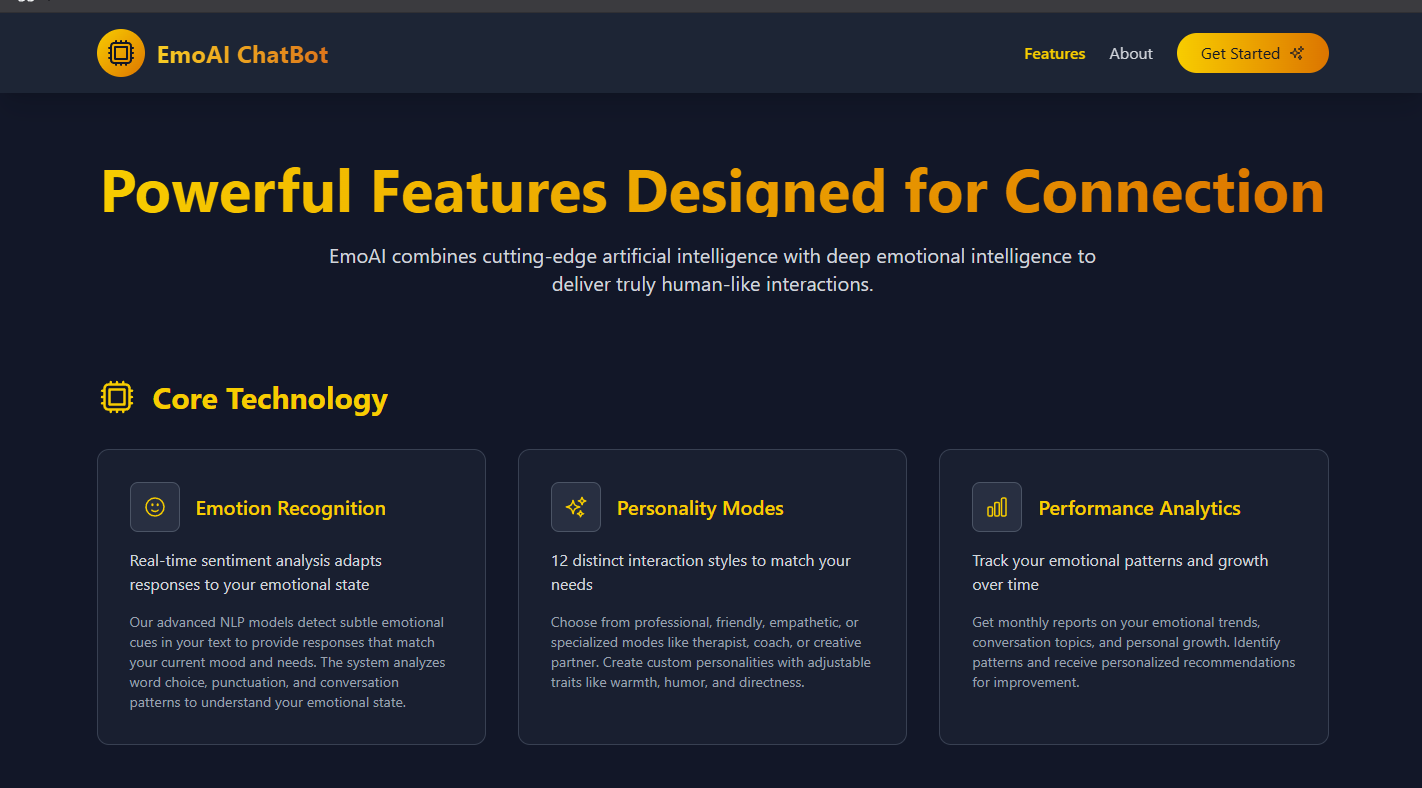 EmoAI ChatBot
Features
About
Get Started
Powerful Features Designed for Connection
EmoAI combines cutting-edge artificial intelligence with deep emotional intelligence to
deliver truly human-like interactions.
Core Technology
Emotion Recognition
Real-time sentiment analysis adapts
responses to your emotional state
Our advanced NLP models detect subtle emotional
cues in your text to provide responses that match
your current mood and needs. The system analyzes
word choice, punctuation, and conversation
patterns to understand your emotional state.
Personality Modes
12 distinct interaction styles to match your
needs
Choose from professional, friendly, empathetic, or
specialized modes like therapist, coach, or creative
partner. Create custom personalities with adjustable
traits like warmth, humor, and directness.
Performance Analytics
Track your emotional patterns and growth
over time
Get monthly reports on your emotional trends,
conversation topics, and personal growth. Identify
patterns and receive personalized recommendations
for improvement.